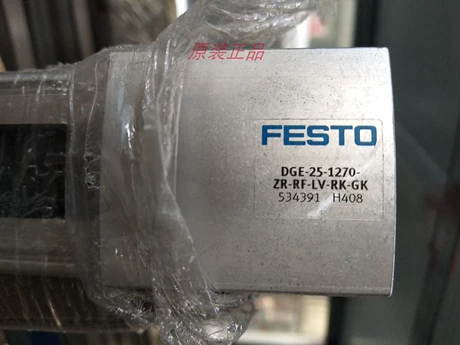 原装正品
FESTO
DGE-25-1270-
ZR-RF-LV-RK-GK
534391 H408